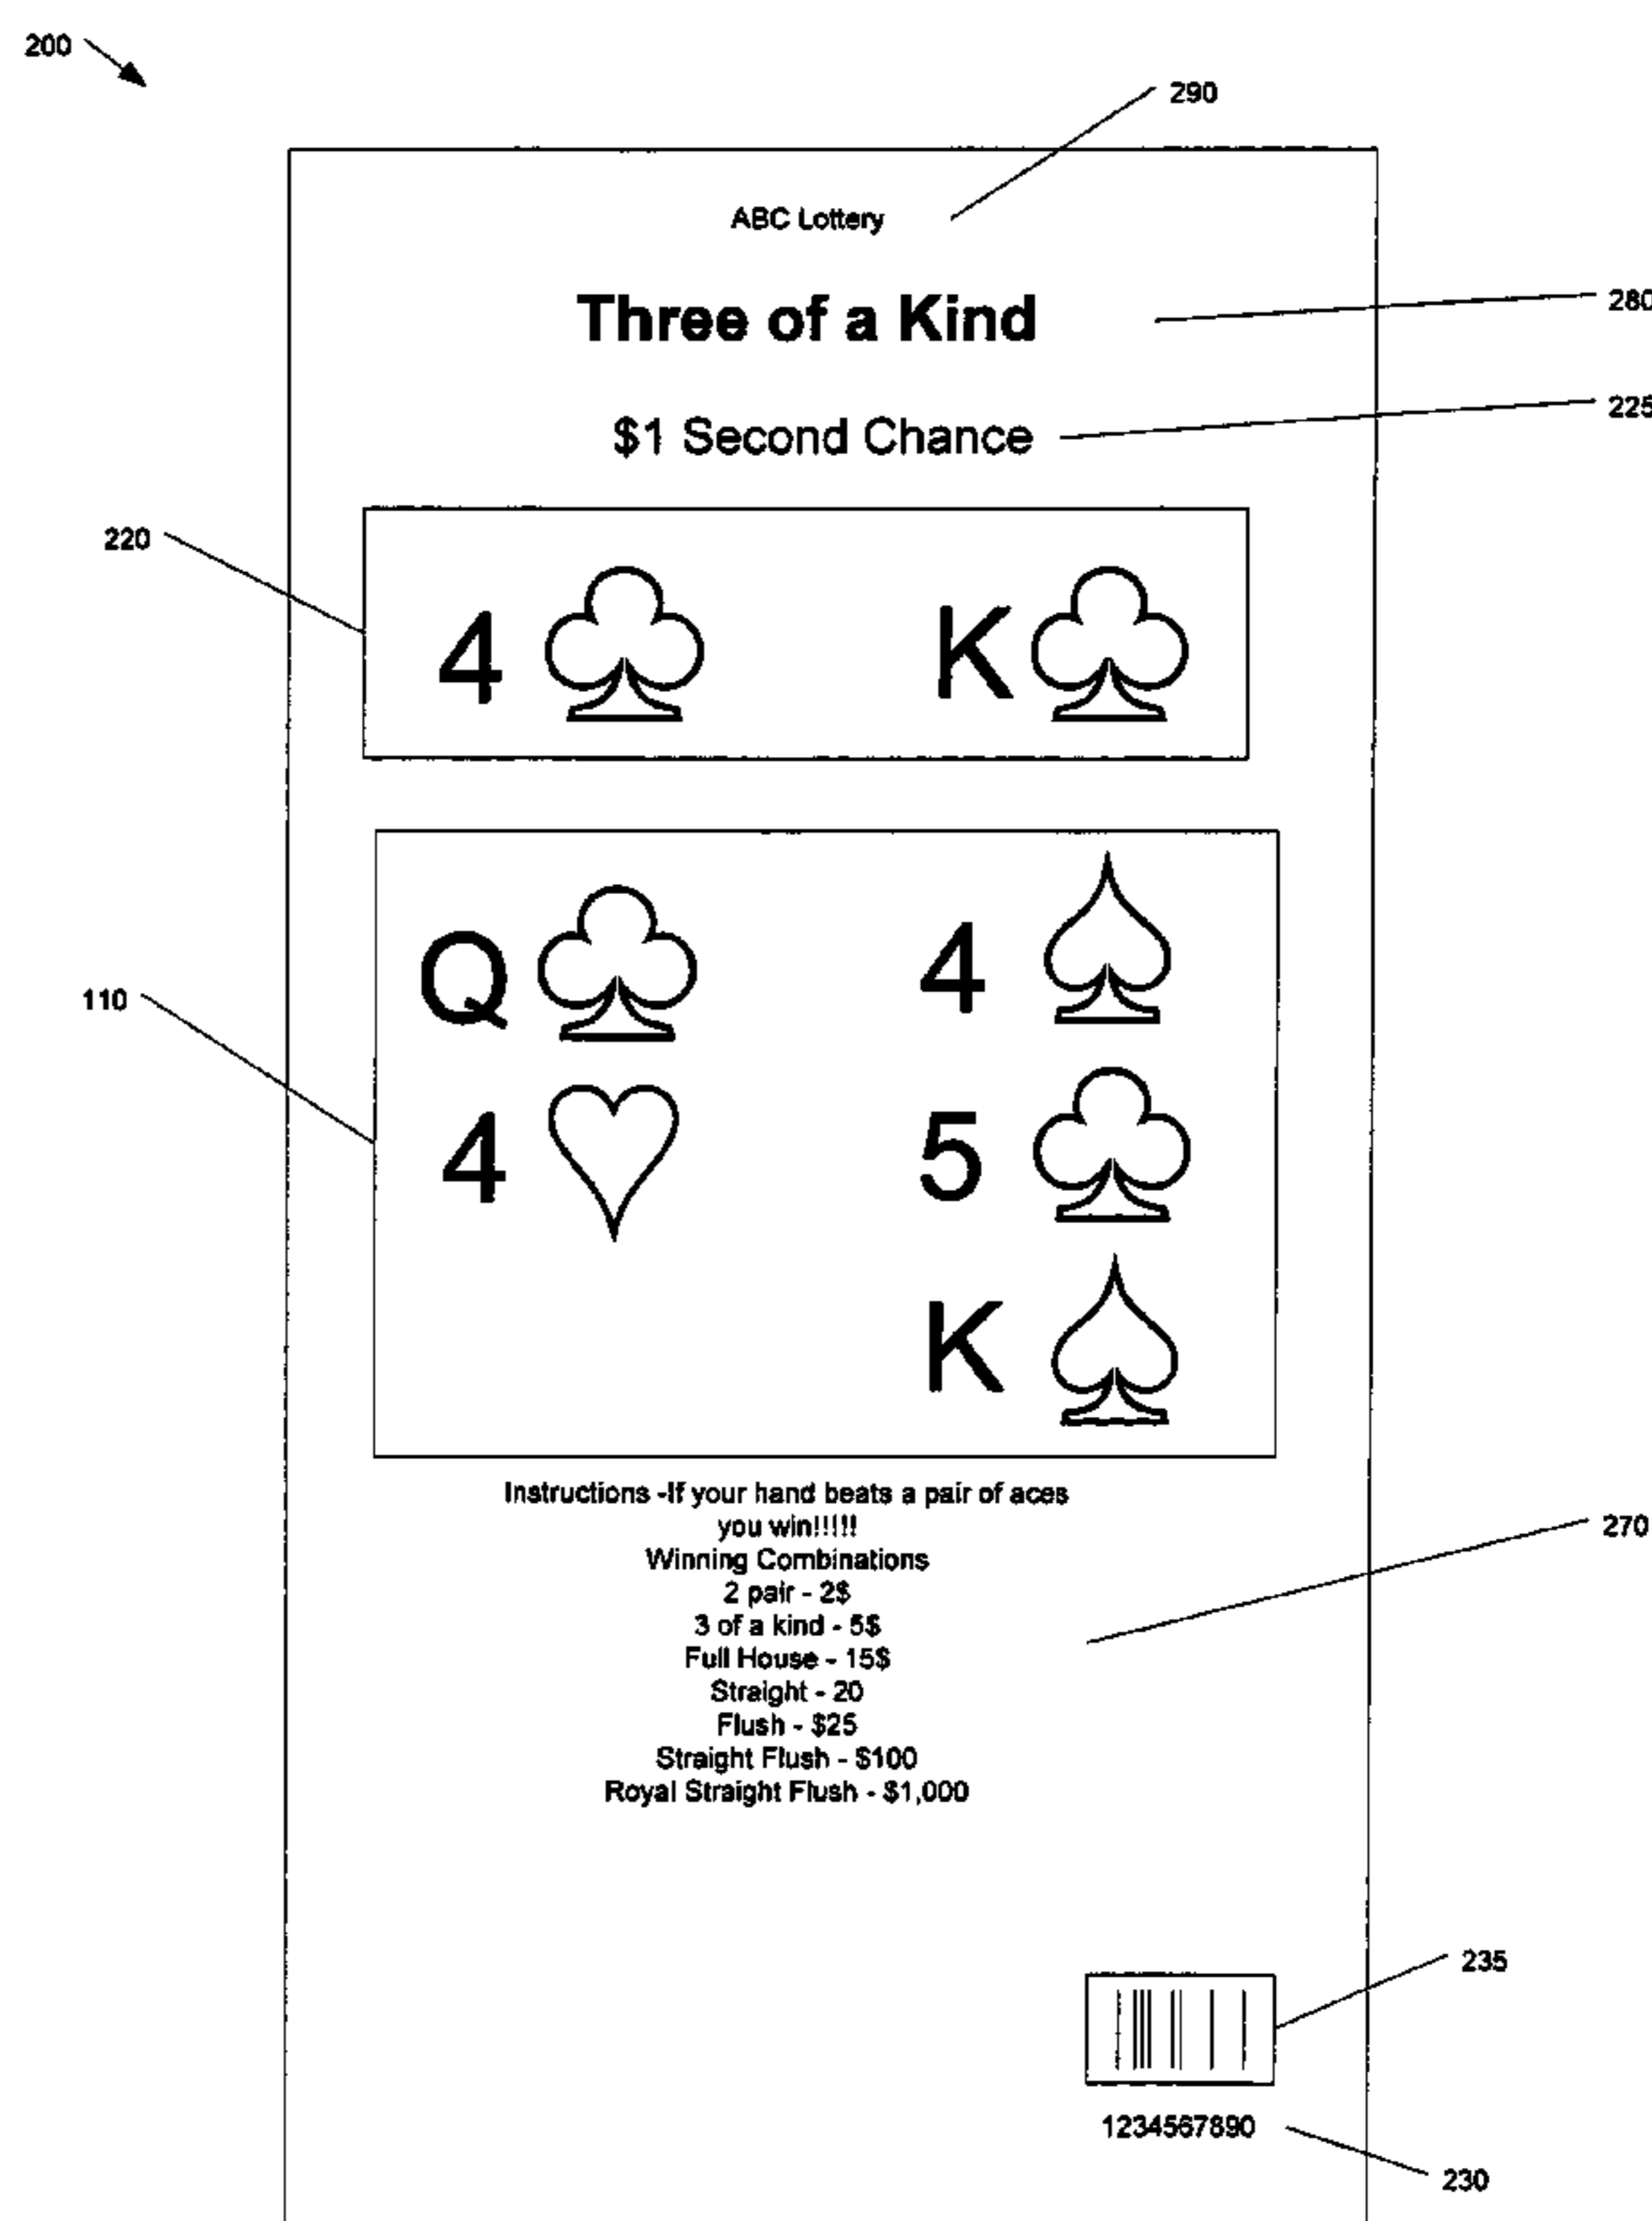 200
290
ABC Lottery
Three of a Kind
280
$1 Second Chance
225
220
4 K
110
Q 4
4 5
K
Instructions -If your hand beats a pair of aces
you win!!!!!
Winning Combinations
2 pair - 2$
3 of a kind - 5$
Full House - 15$
Straight - 20
Flush - $25
Straight Flush - $100
Royal Straight Flush - $1,000
270
235
1234567890
230